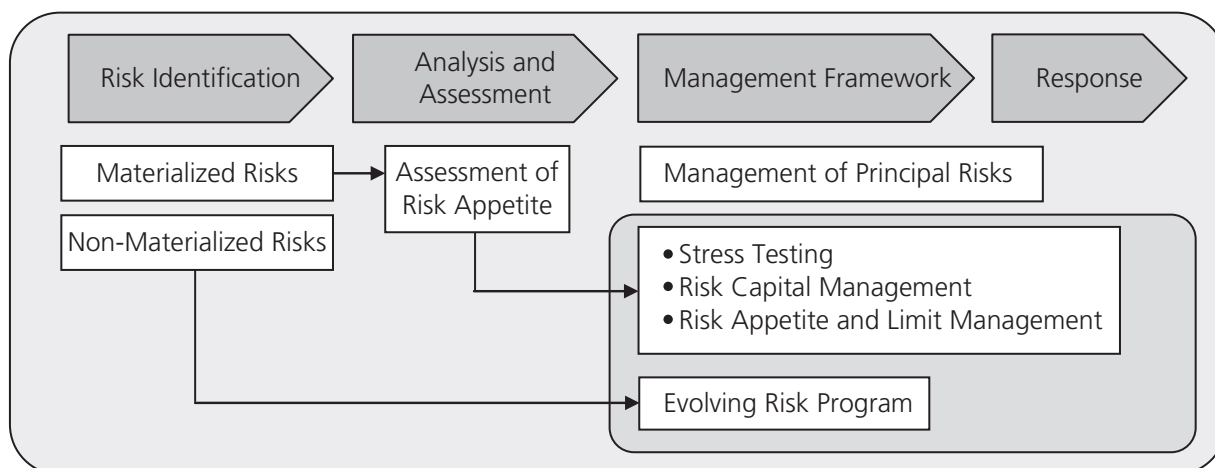 Risk Identification
Analysis and
Assessment
Management Framework
Response
Materialized Risks
Non-Materialized Risks
Assessment of
Risk Appetite
Management of Principal Risks
• Stress Testing
• Risk Capital Management
• Risk Appetite and Limit Management
Evolving Risk Program